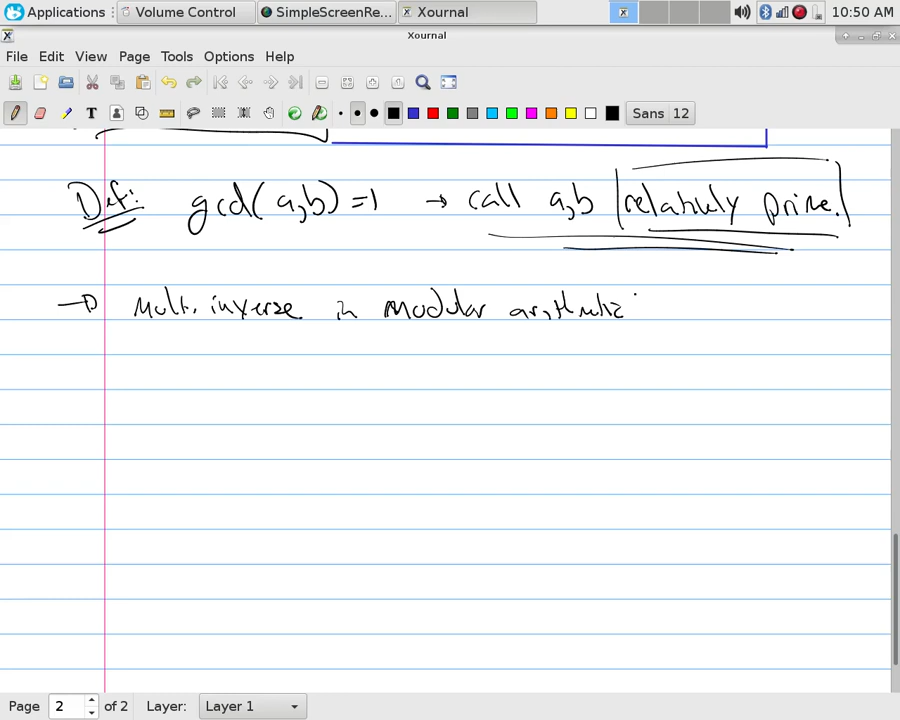 Applications Volume Control SimpleScreenRe... Xournal 10:50 AM
Xournal
File Edit View Page Tools Options Help
T Sans 12
Def: gcd(a,b)=1 → call a,b relatively prime.
→ Mult. inverse in modular arithmetic
Page 2 of 2 Layer: Layer 1